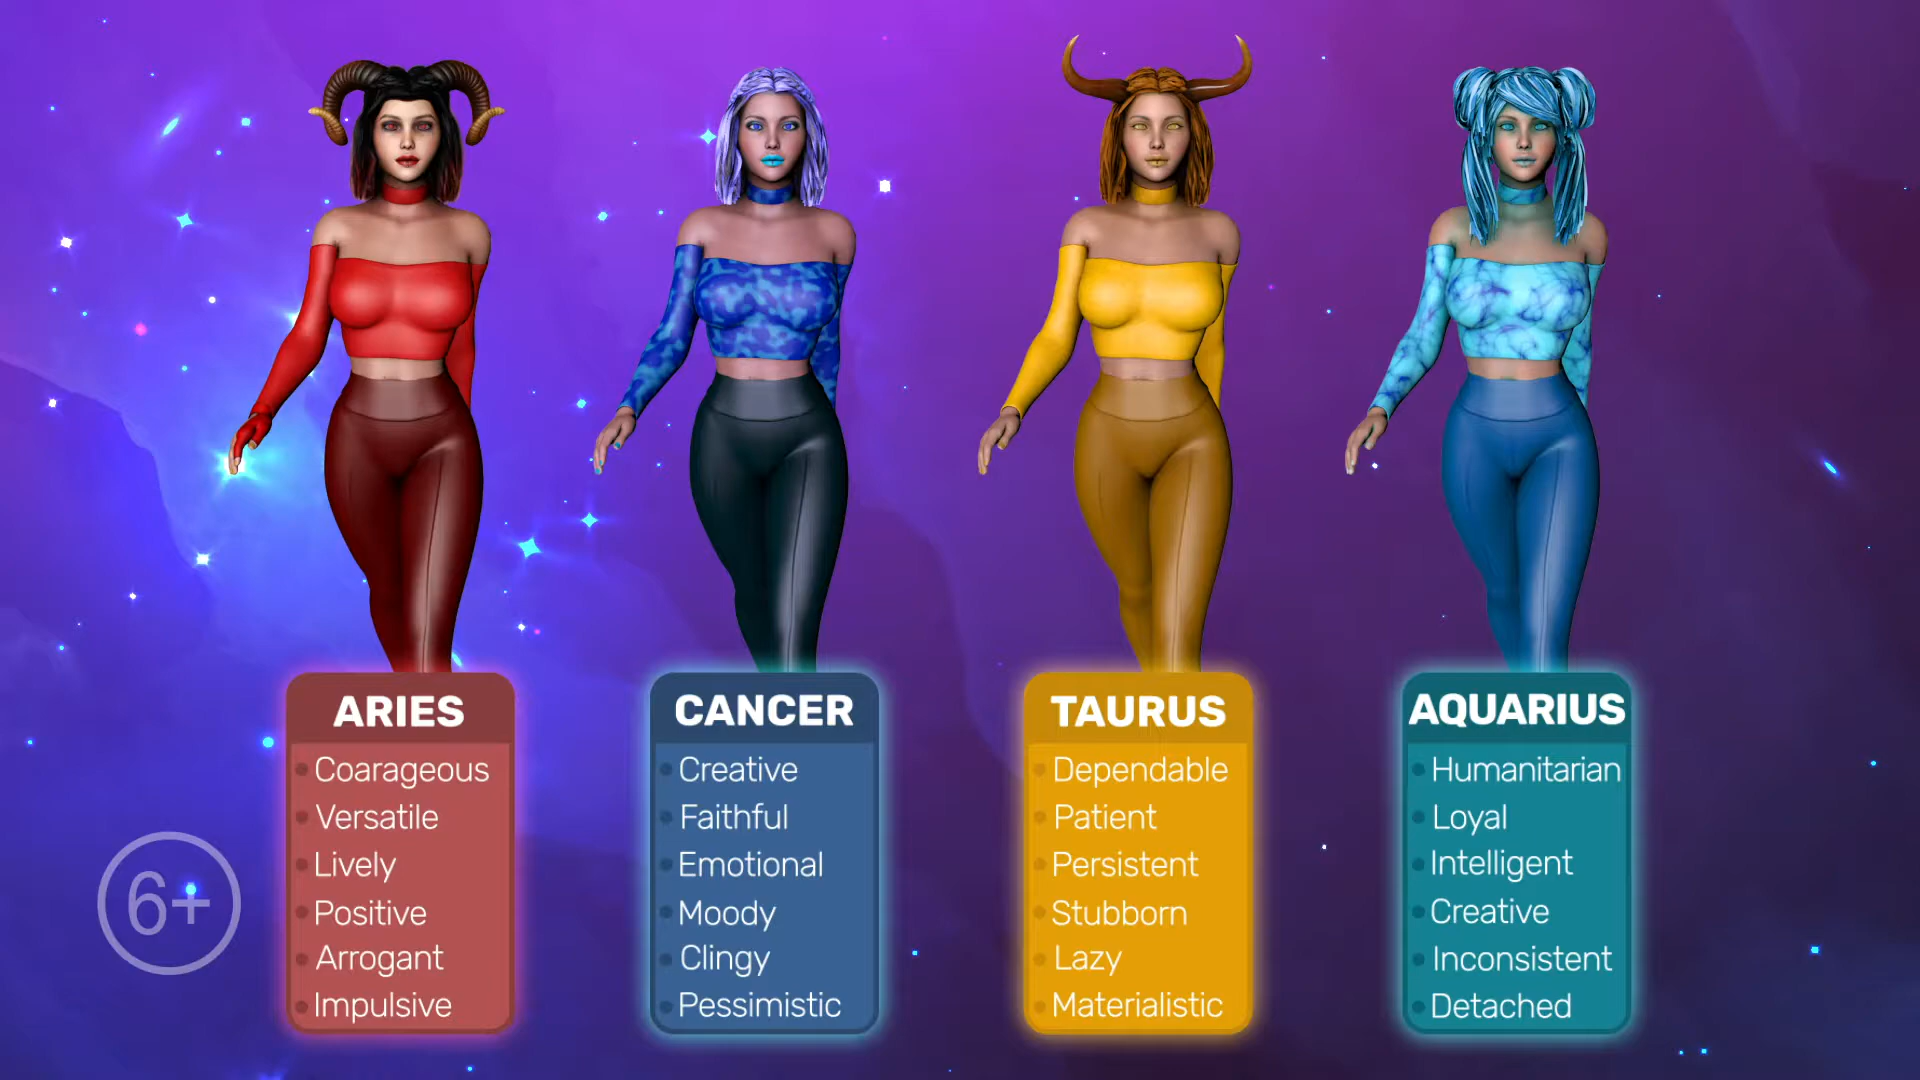 ARIES
Coarageous
Versatile
Lively
Positive
Arrogant
Impulsive
CANCER
Creative
Faithful
Emotional
Moody
Clingy
Pessimistic
TAURUS
Dependable
Patient
Persistent
Stubborn
Lazy
Materialistic
AQUARIUS
Humanitarian
Loyal
Intelligent
Creative
Inconsistent
Detached
6+